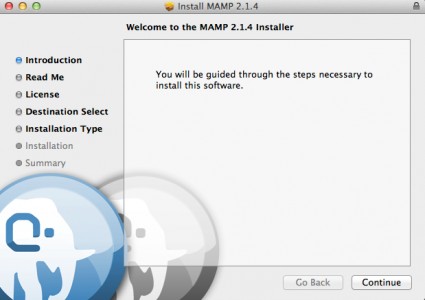 Install MAMP 2.1.4
Welcome to the MAMP 2.1.4 Installer
Introduction
Read Me
License
Destination Select
Installation Type
Installation
Summary
You will be guided through the steps necessary to
install this software.
Go Back
Continue